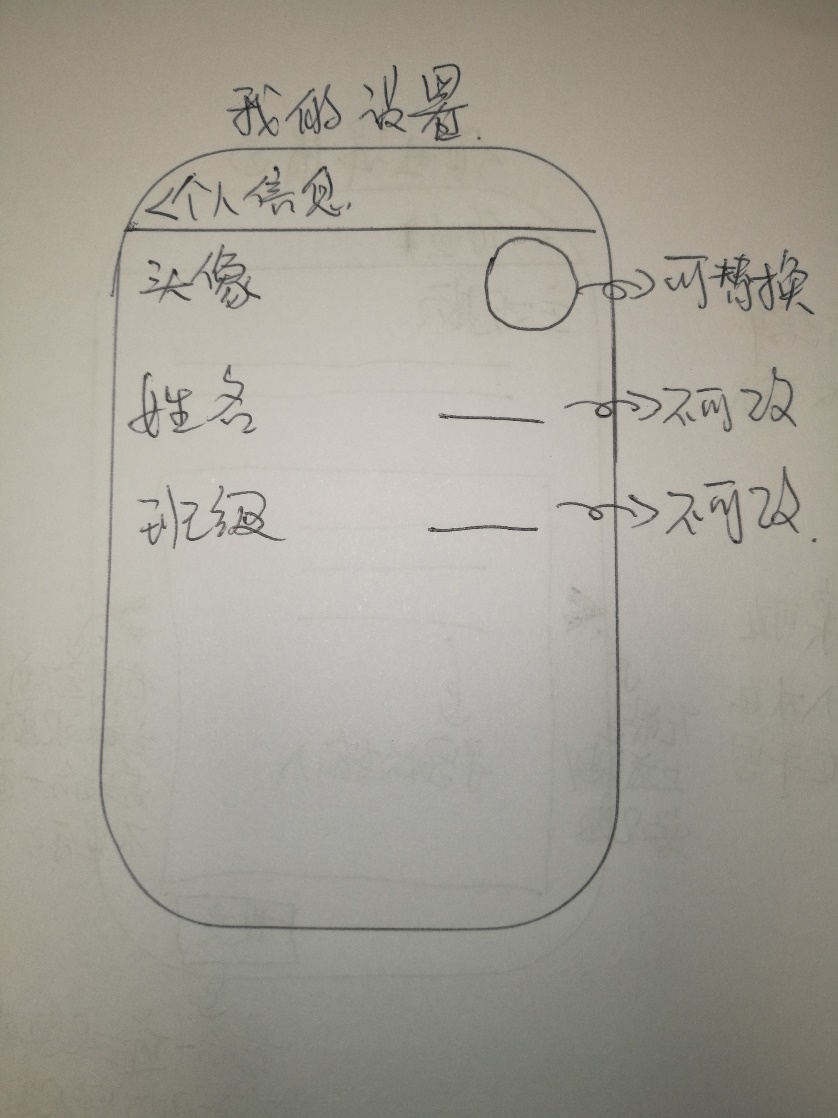 我的设置.
<个人信息.
头像 可替换
姓名 不可改
班级 不可改.